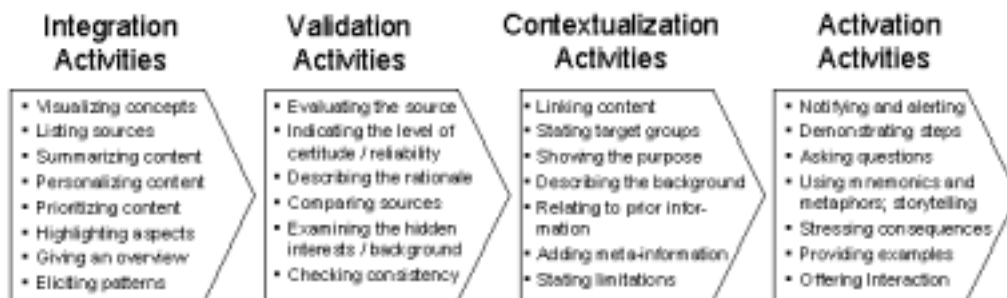 Integration
Activities
• Visualizing concepts
• Listing sources
• Summarizing content
• Personalizing content
• Prioritizing content
• Highlighting aspects
• Giving an overview
• Eliciting patterns
Validation
Activities
• Evaluating the source
• Indicating the level of
certitude / reliability
• Describing the rationale
• Comparing sources
• Examining the hidden
interests / background
• Checking consistency
Contextualization
Activities
• Linking content
• Stating target groups
• Showing the purpose
• Describing the background
• Relating to prior infor-
mation
• Adding meta-information
• Stating limitations
Activation
Activities
• Notifying and alerting
• Demonstrating steps
• Asking questions
• Using mnemonics and
metaphors; storytelling
• Stressing consequences
• Providing examples
• Offering Interaction